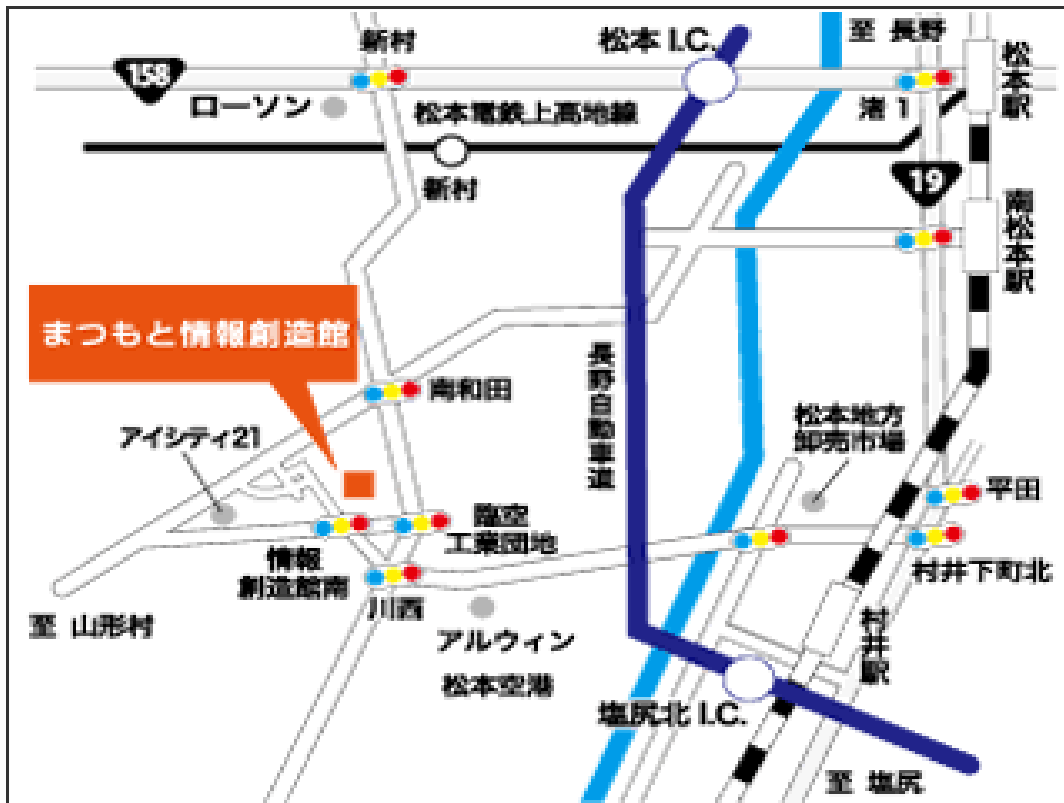 至 長野
新村
松本 I.C.
松本駅
158
ローソン
松本電鉄上高地線
渚 1
新村
19
南松本駅
まつもと情報創造館
南和田
長野自動車道
松本地方
卸売市場
アイシティ21
平田
臨空
工業団地
情報
創造館南
村井下町北
川西
至 山形村
アルウィン
村井駅
松本空港
塩尻北 I.C.
至 塩尻